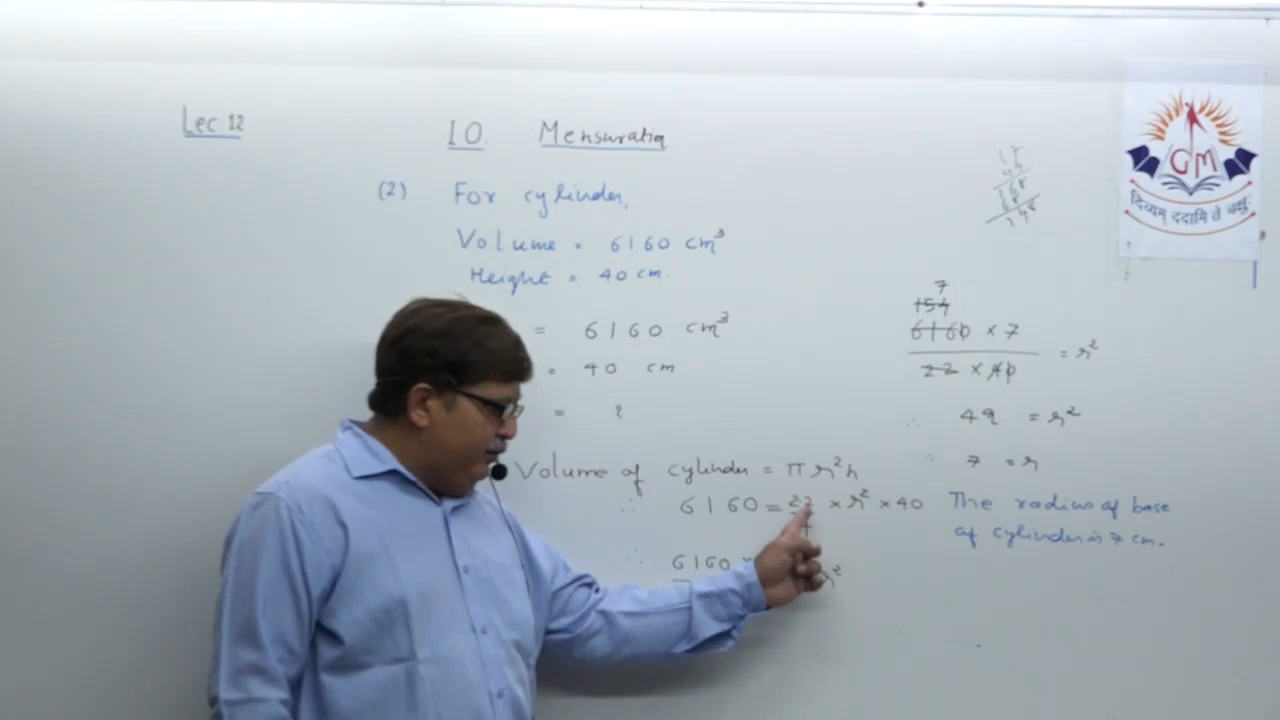 Lec 12
10. Mensuratiq
(2) For cylinder,
Volume = 6160 cm³
Height = 40 cm.
= 6160 cm³
= 40 cm
= ?
Volume of cylinder = πr²h
∴ 6160 = 22 × r² × 40
∴ 6160 ×
r²
7
154
6160 × 7
22 × 40 = r²
∴ 49 = r²
∴ 7 = r
The radius of base
of cylinder is 7 cm.
GM
दिव्यम् ददामि ते चक्षुः